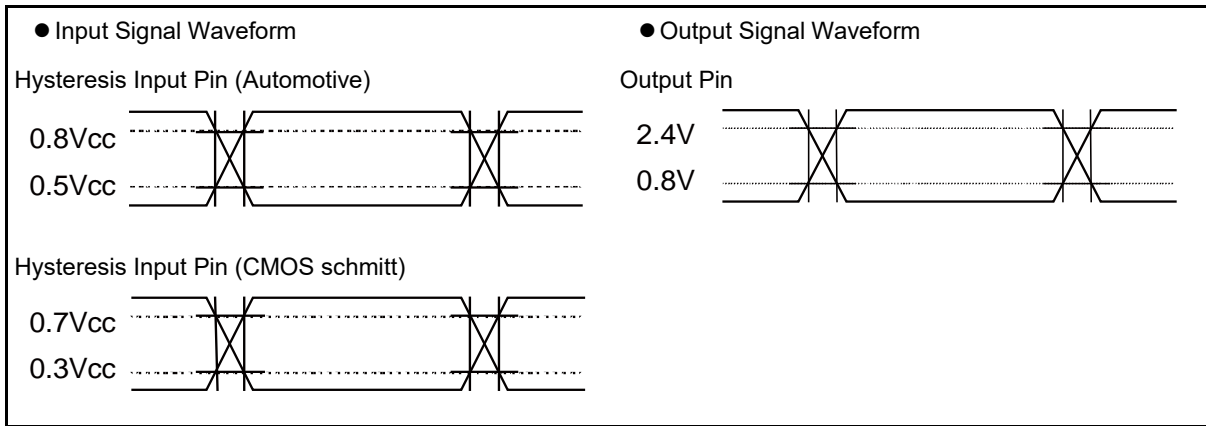 ● Input Signal Waveform
Hysteresis Input Pin (Automotive)
0.8Vcc
0.5Vcc
Hysteresis Input Pin (CMOS schmitt)
0.7Vcc
0.3Vcc
● Output Signal Waveform
Output Pin
2.4V
0.8V